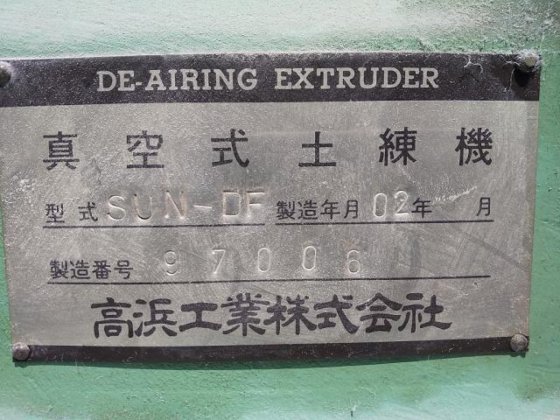 DE-AIRING EXTRUDER
真空式土練機
型式 SUN-DF 製造年月 02年 月
製造番号 97006
高浜工業株式会社